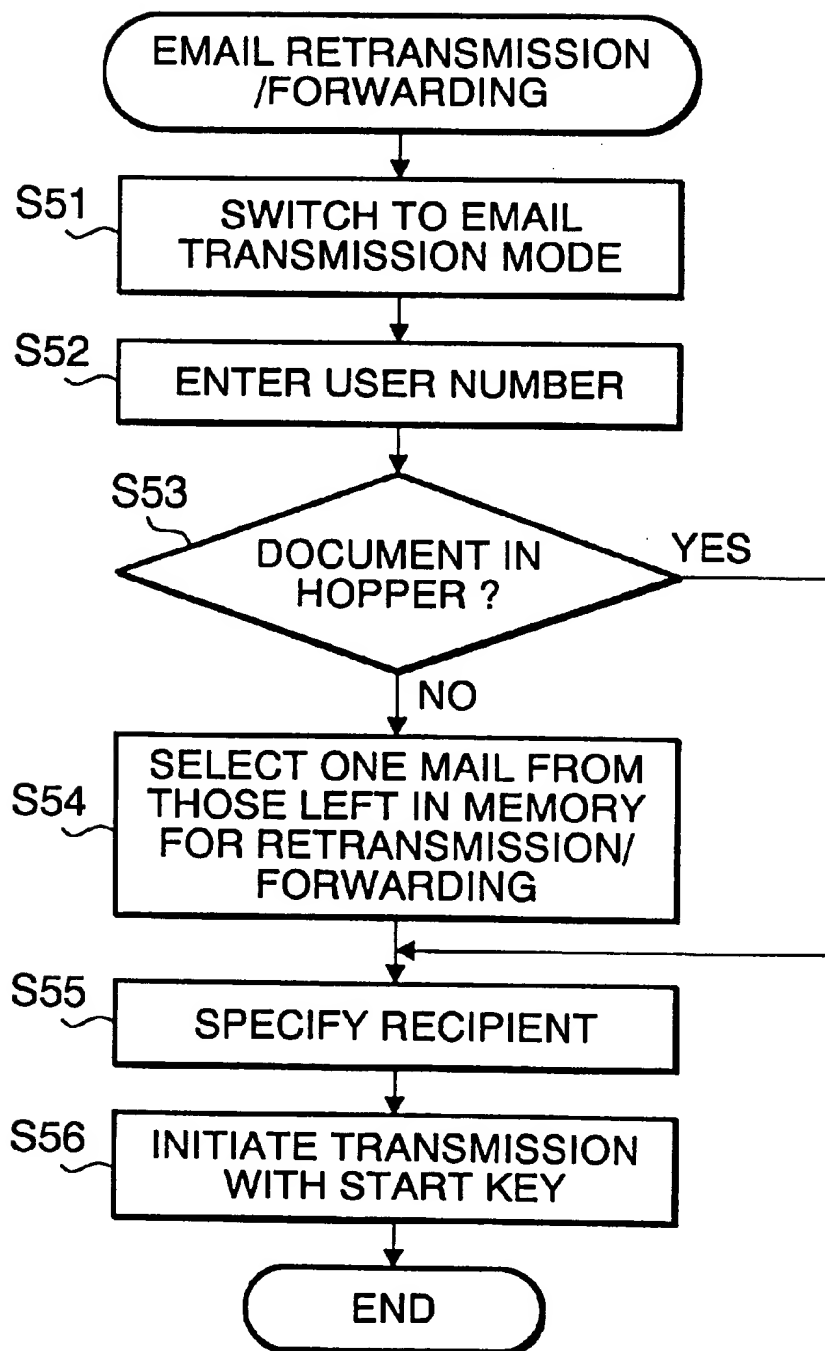 EMAIL RETRANSMISSION
/FORWARDING
S51
SWITCH TO EMAIL
TRANSMISSION MODE
S52
ENTER USER NUMBER
S53
DOCUMENT IN
HOPPER ?
YES
NO
S54
SELECT ONE MAIL FROM
THOSE LEFT IN MEMORY
FOR RETRANSMISSION/
FORWARDING
S55
SPECIFY RECIPIENT
S56
INITIATE TRANSMISSION
WITH START KEY
END